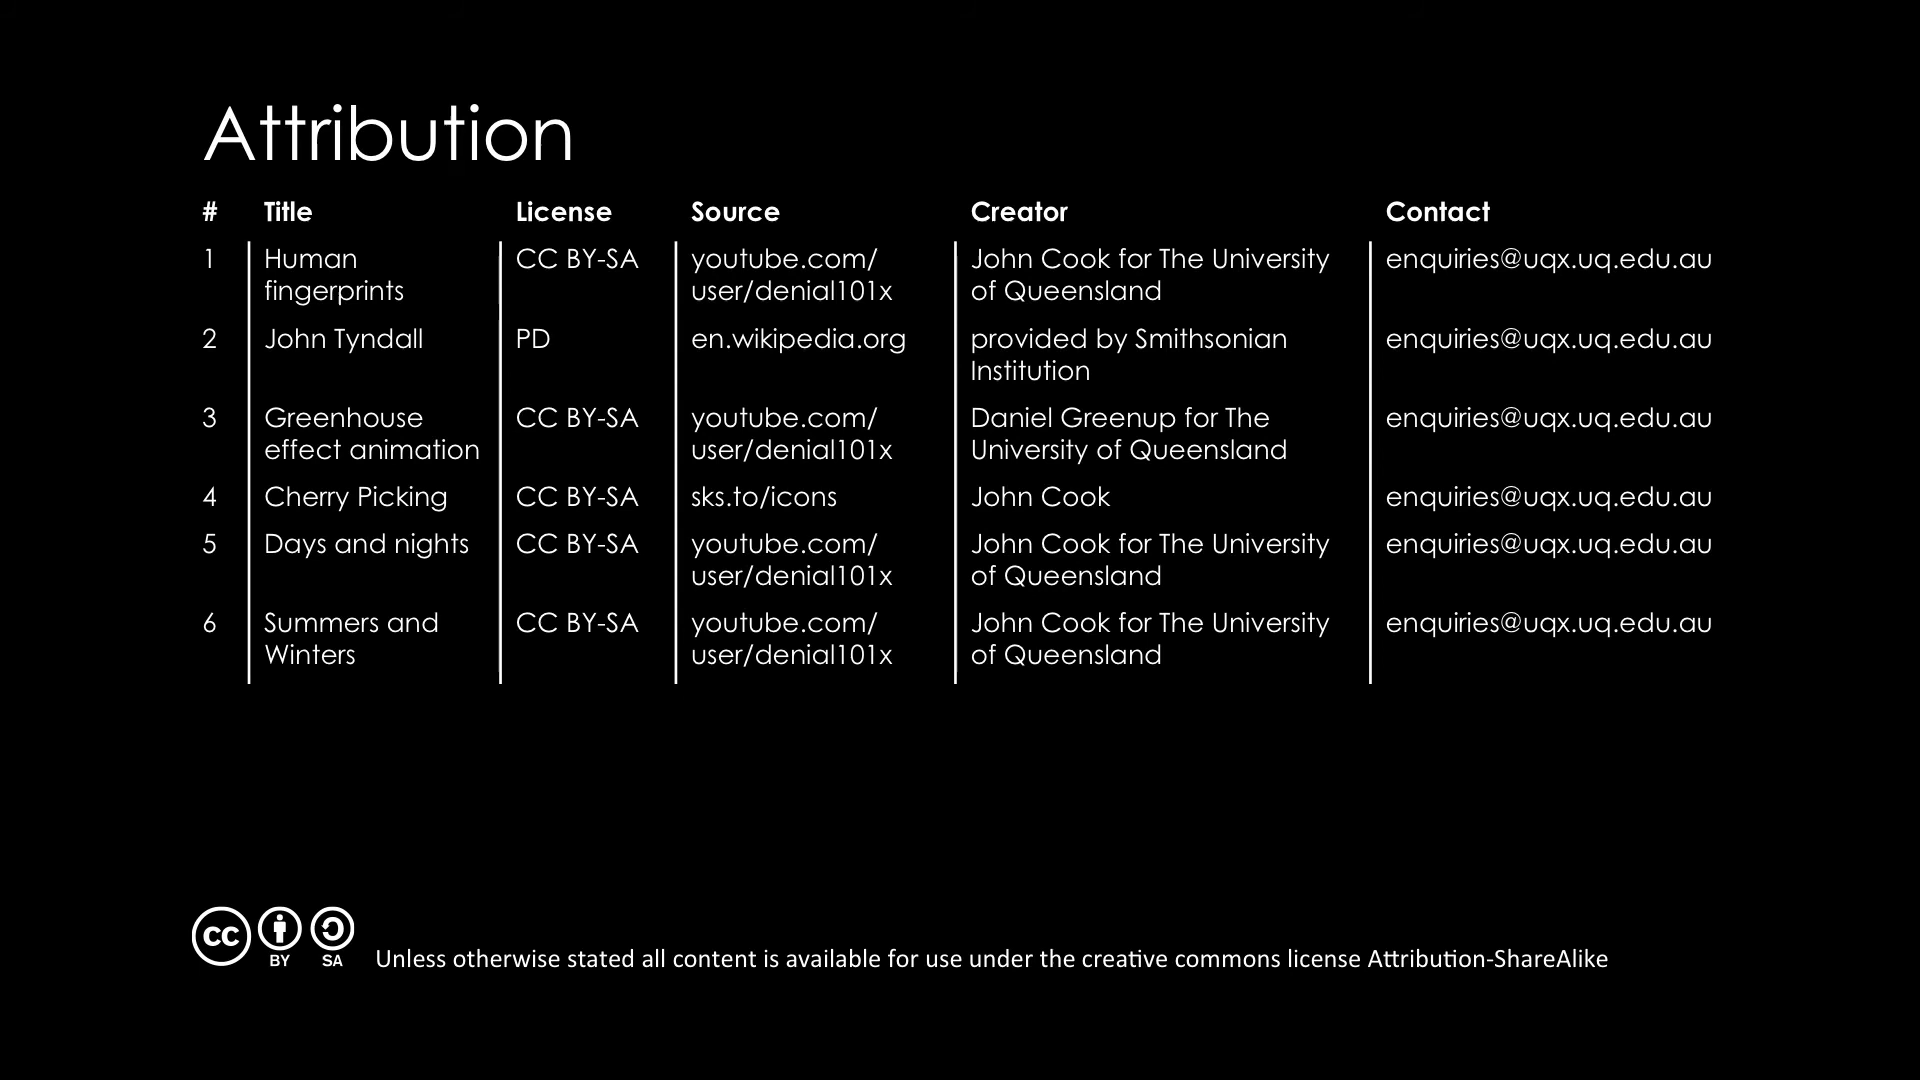 Attribution
# Title License Source Creator Contact
1 Human fingerprints CC BY-SA youtube.com/user/denial101x John Cook for The University of Queensland enquiries@uqx.uq.edu.au
2 John Tyndall PD en.wikipedia.org provided by Smithsonian Institution enquiries@uqx.uq.edu.au
3 Greenhouse effect animation CC BY-SA youtube.com/user/denial101x Daniel Greenup for The University of Queensland enquiries@uqx.uq.edu.au
4 Cherry Picking CC BY-SA sks.to/icons John Cook enquiries@uqx.uq.edu.au
5 Days and nights CC BY-SA youtube.com/user/denial101x John Cook for The University of Queensland enquiries@uqx.uq.edu.au
6 Summers and Winters CC BY-SA youtube.com/user/denial101x John Cook for The University of Queensland enquiries@uqx.uq.edu.au
cc BY SA Unless otherwise stated all content is available for use under the creative commons license Attribution-ShareAlike